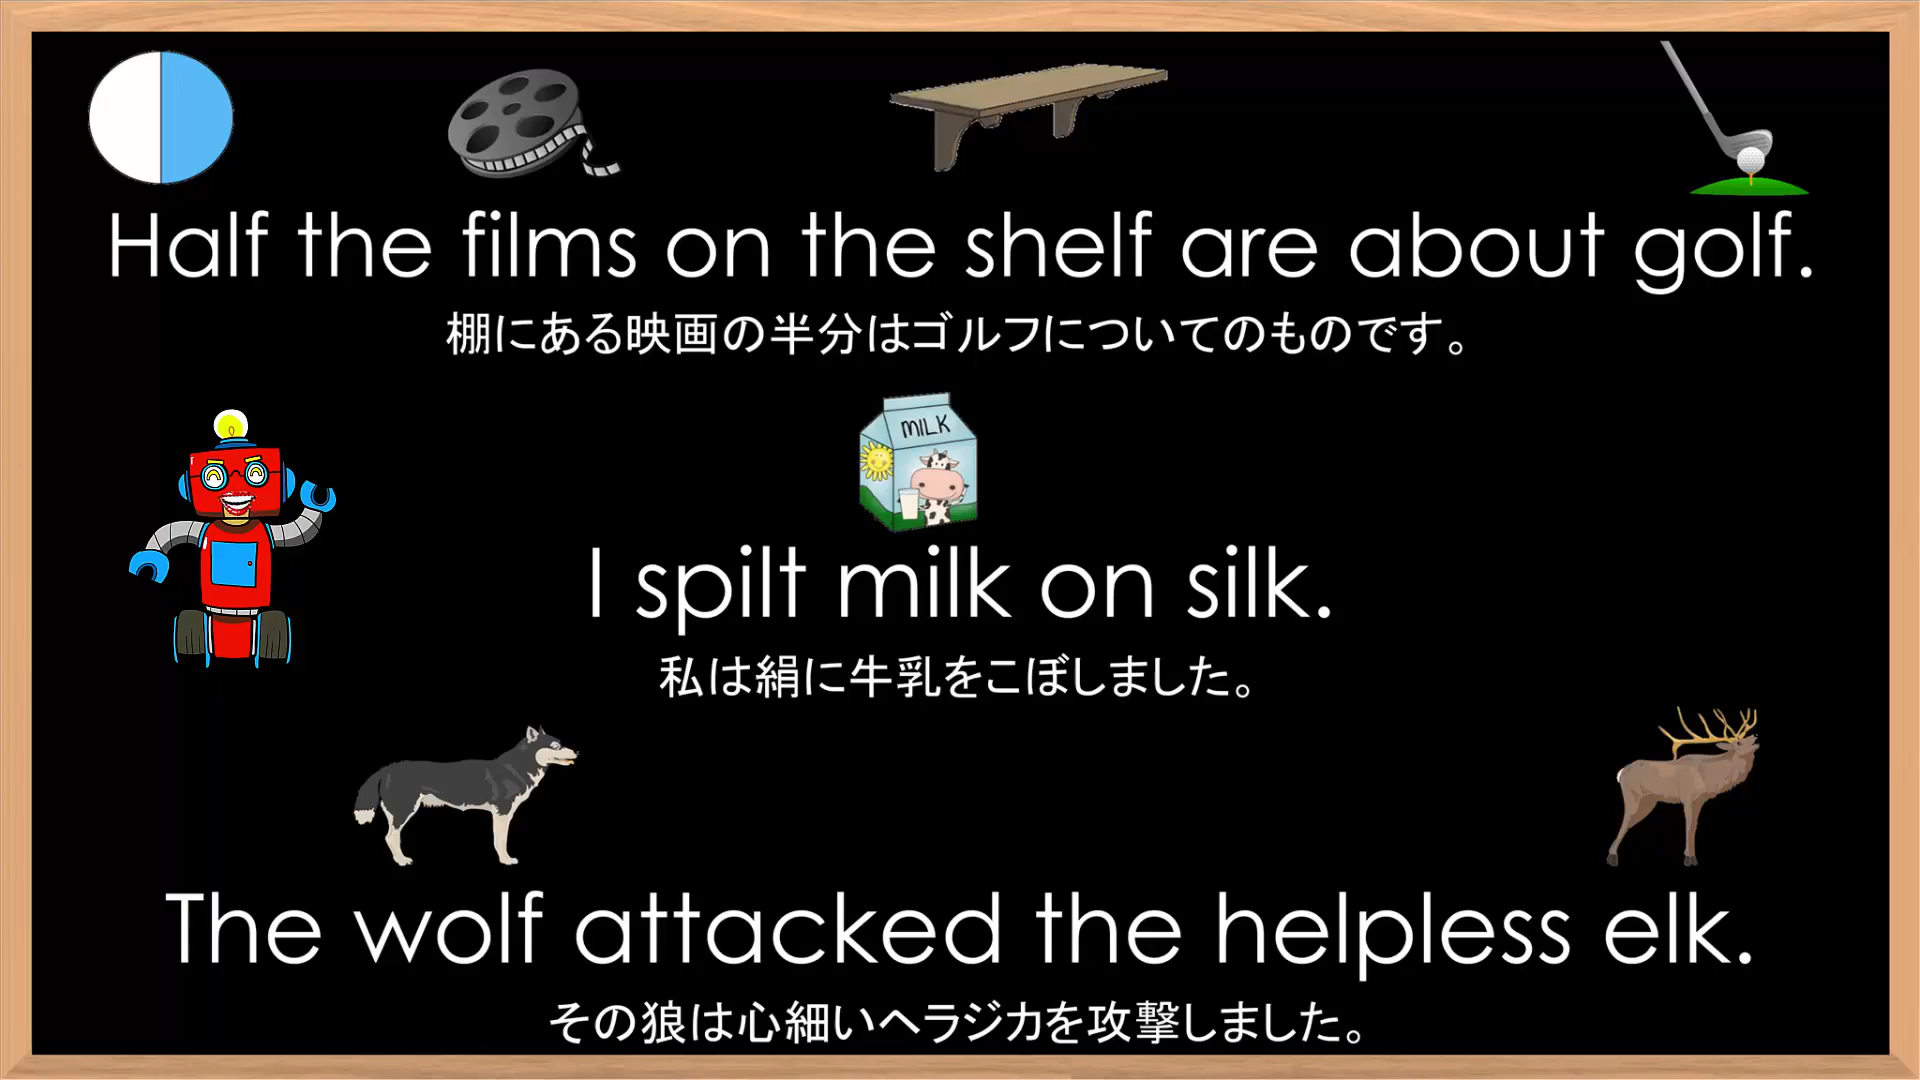 Half the films on the shelf are about golf.
棚にある映画の半分はゴルフについてのものです。
MILK
I spilt milk on silk.
私は絹に牛乳をこぼしました。
The wolf attacked the helpless elk.
その狼は心細いヘラジカを攻撃しました。